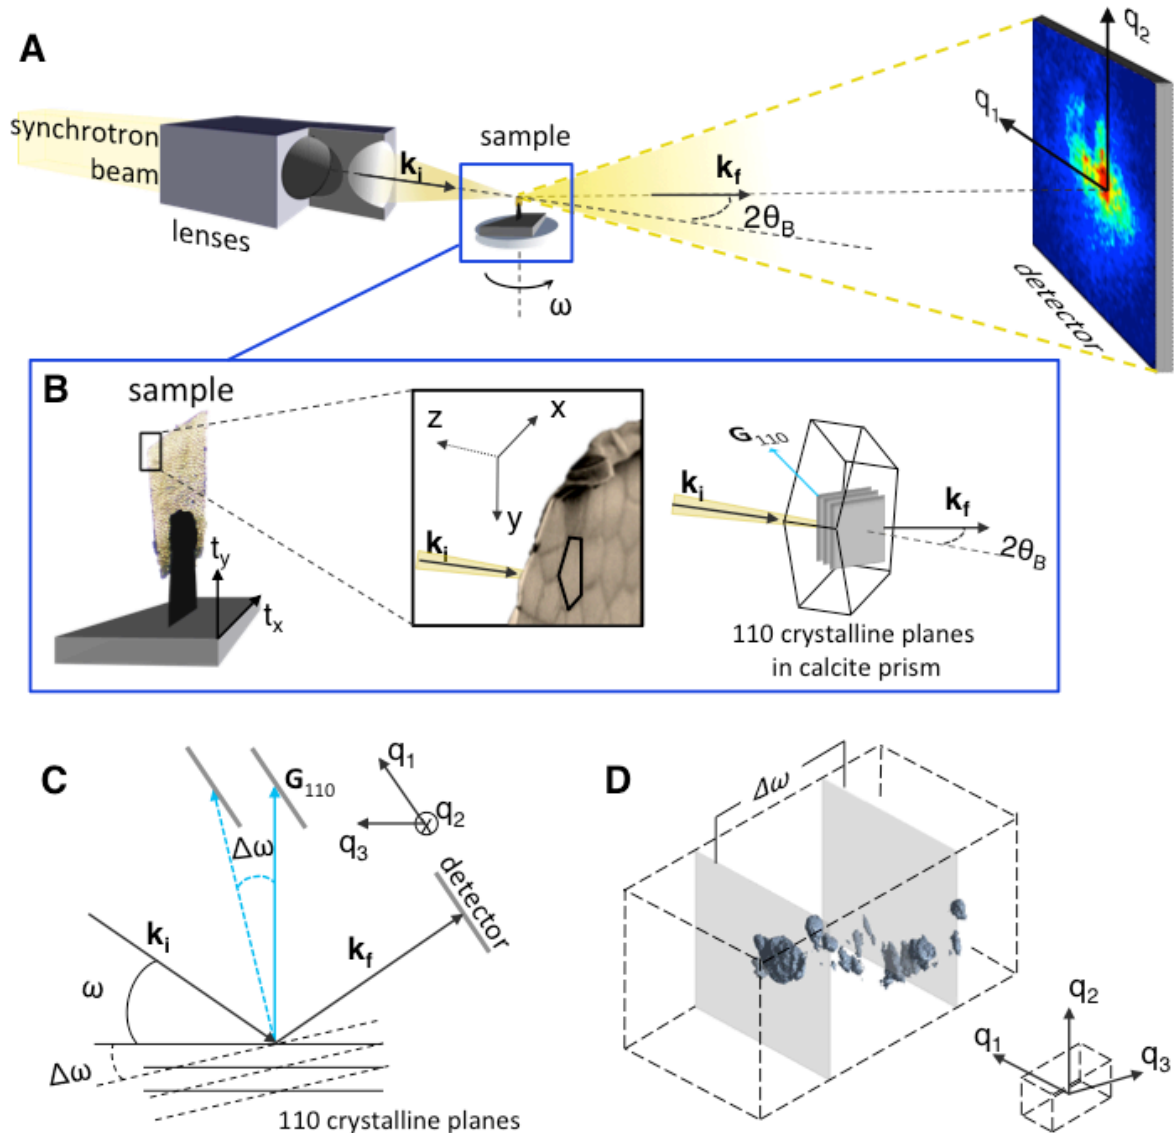 A
synchrotron
beam
lenses
k_i
sample
ω
k_f
2θ_B
q_1
q_2
detector
B
sample
t_y
t_x
z
x
y
k_i
G_110
k_i
k_f
2θ_B
110 crystalline planes
in calcite prism
C
G_110
Δω
q_1
q_2
q_3
detector
k_i
k_f
ω
Δω
110 crystalline planes
D
Δω
q_2
q_1
q_3